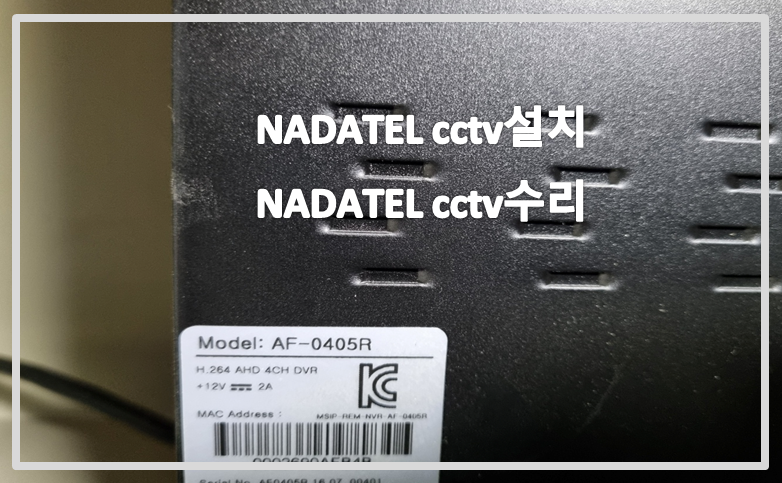 NADATEL cctv설치
NADATEL cctv수리
Model: AF-0405R
H.264 AHD 4CH DVR
+12V 2A
MAC Address :
MSIP-REM-NVR-AF-0405R